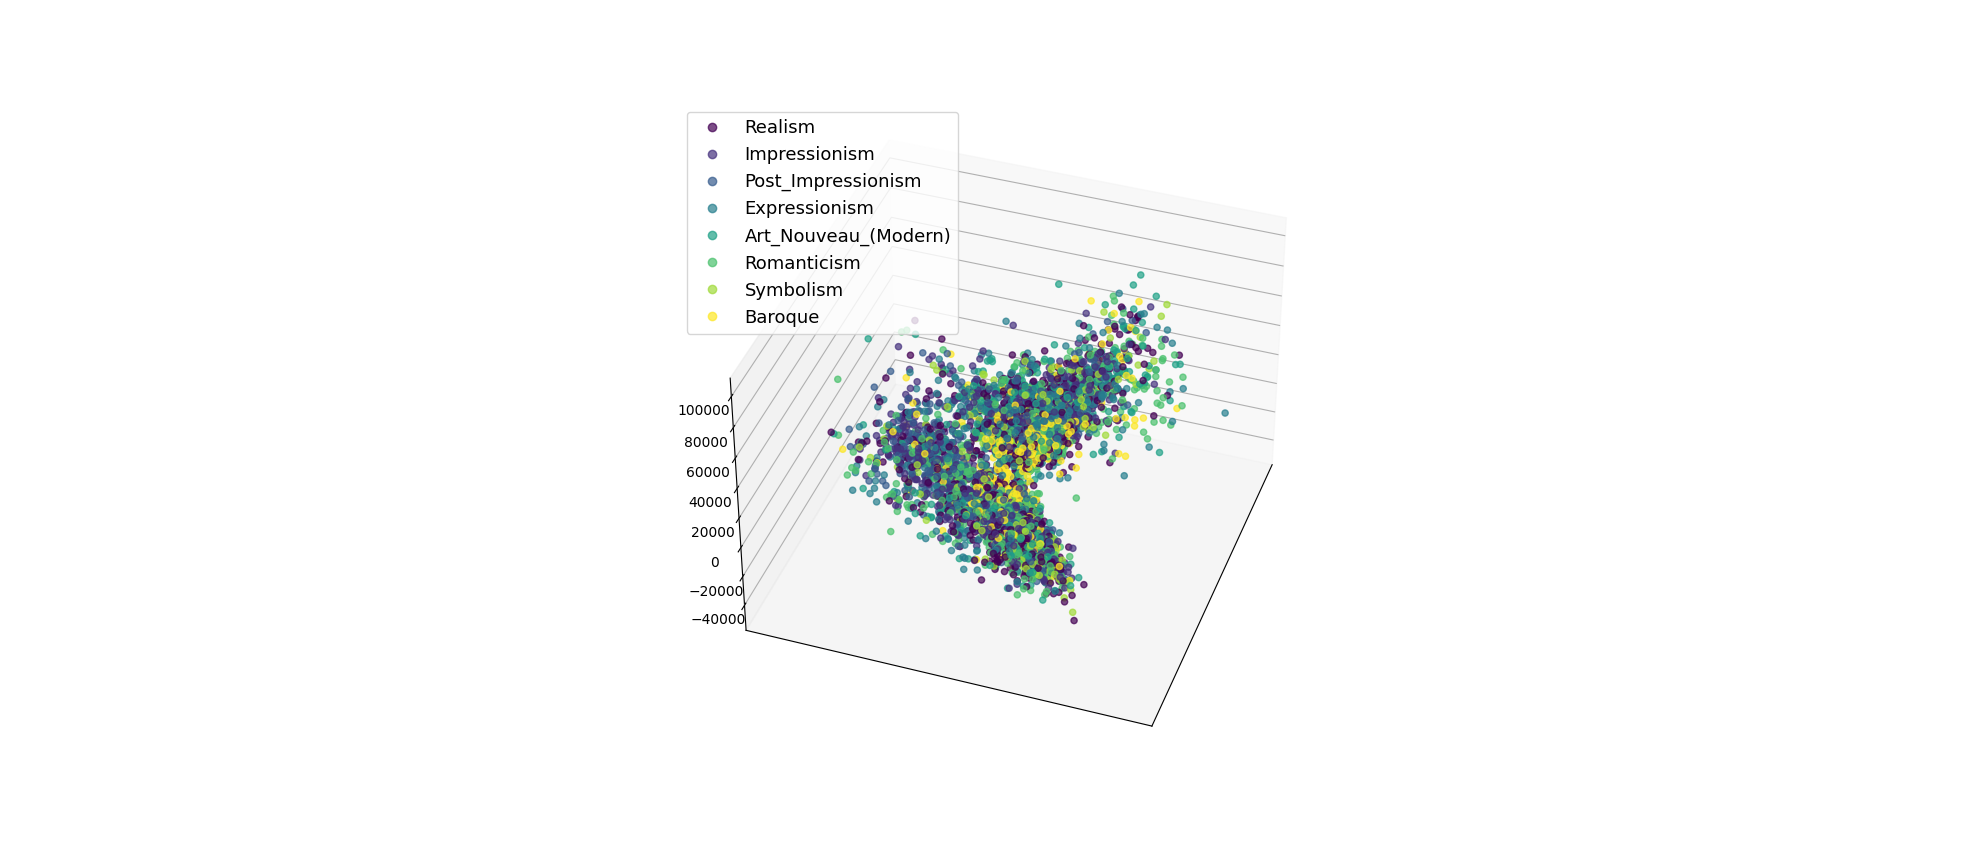 Realism
Impressionism
Post_Impressionism
Expressionism
Art_Nouveau_(Modern)
Romanticism
Symbolism
Baroque
100000
80000
60000
40000
20000
0
−20000
−40000